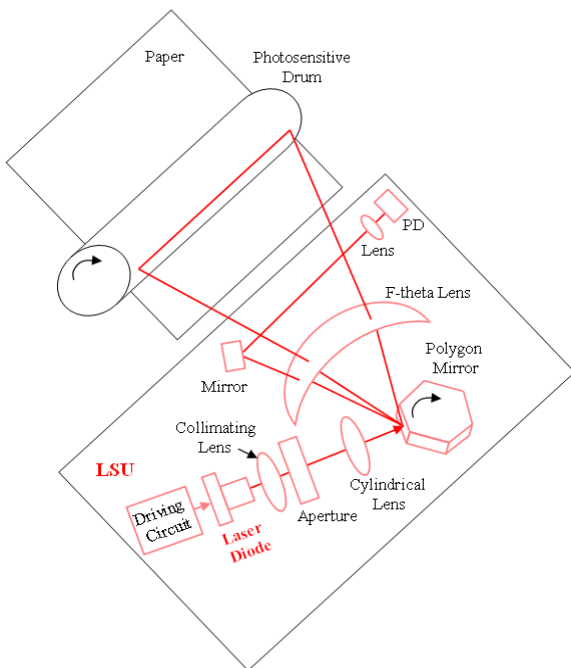 Paper
Photosensitive
Drum
PD
Lens
F-theta Lens
Polygon
Mirror
Mirror
Collimating
Lens
LSU
Cylindrical
Lens
Aperture
Driving
Circuit
Laser
Diode